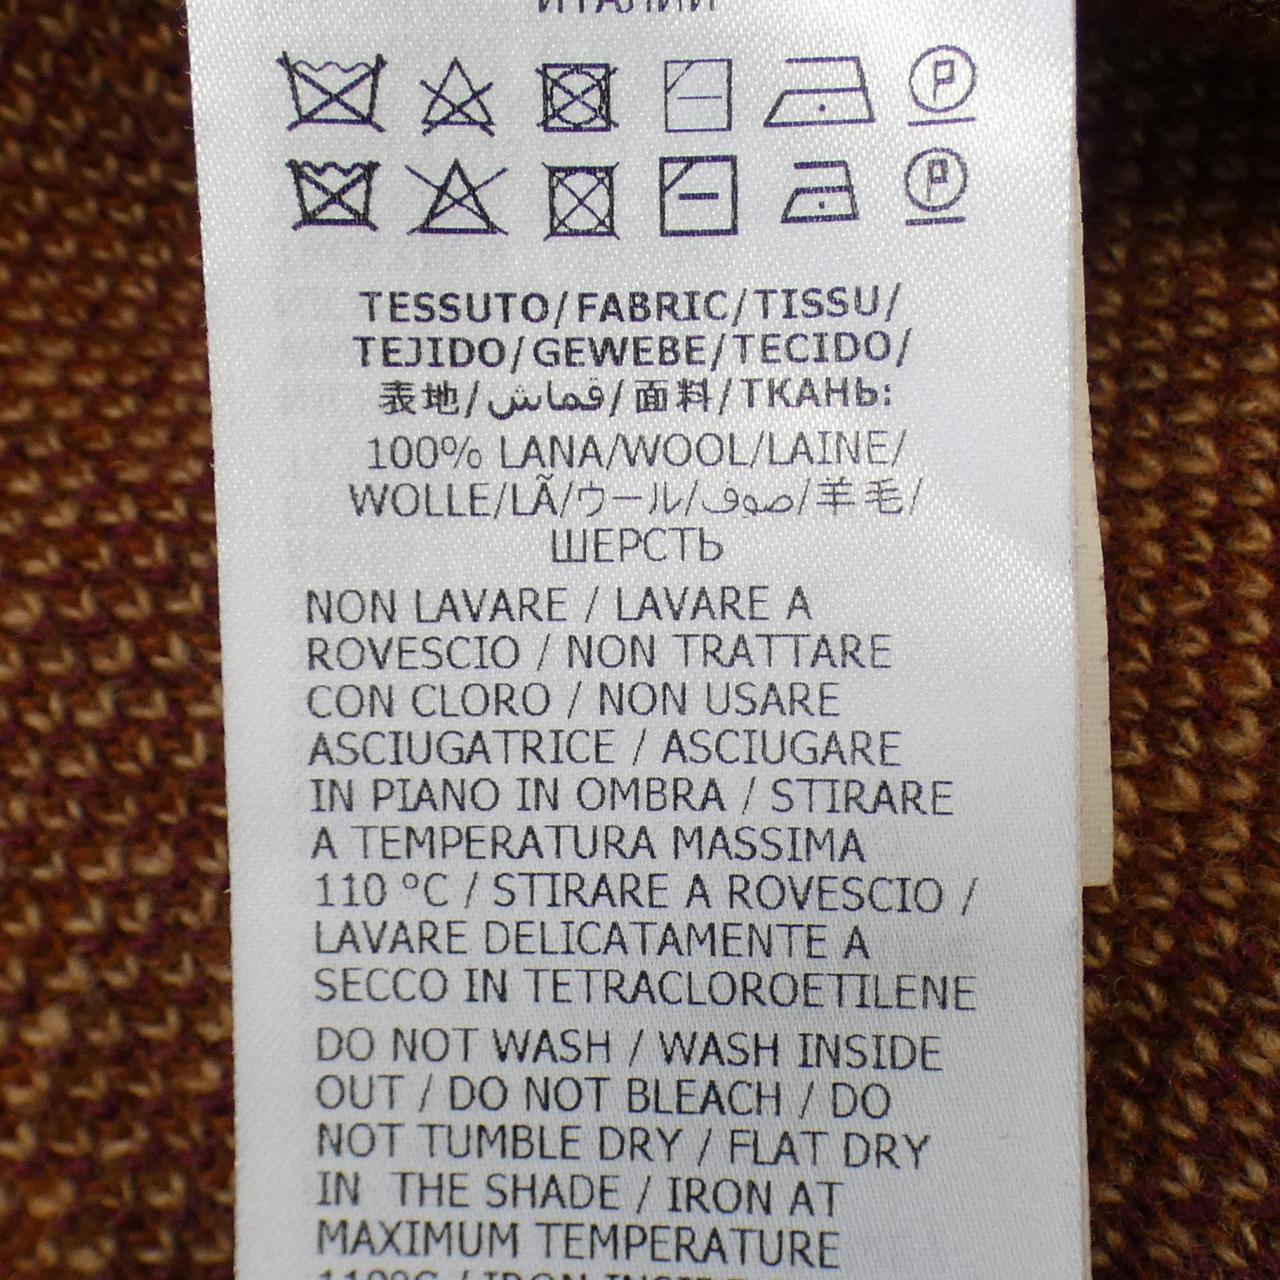 ИТАЛИИ
P
P
TESSUTO/FABRIC/TISSU/
TEJIDO/GEWEBE/TECIDO/
表地/قماش/面料/ТКАНЬ:
100% LANA/WOOL/LAINE/
WOLLE/LÃ/ウール/صوف/羊毛/
ШЕРСТЬ
NON LAVARE / LAVARE A
ROVESCIO / NON TRATTARE
CON CLORO / NON USARE
ASCIUGATRICE / ASCIUGARE
IN PIANO IN OMBRA / STIRARE
A TEMPERATURA MASSIMA
110 °C / STIRARE A ROVESCIO /
LAVARE DELICATAMENTE A
SECCO IN TETRACLOROETILENE
DO NOT WASH / WASH INSIDE
OUT / DO NOT BLEACH / DO
NOT TUMBLE DRY / FLAT DRY
IN THE SHADE / IRON AT
MAXIMUM TEMPERATURE